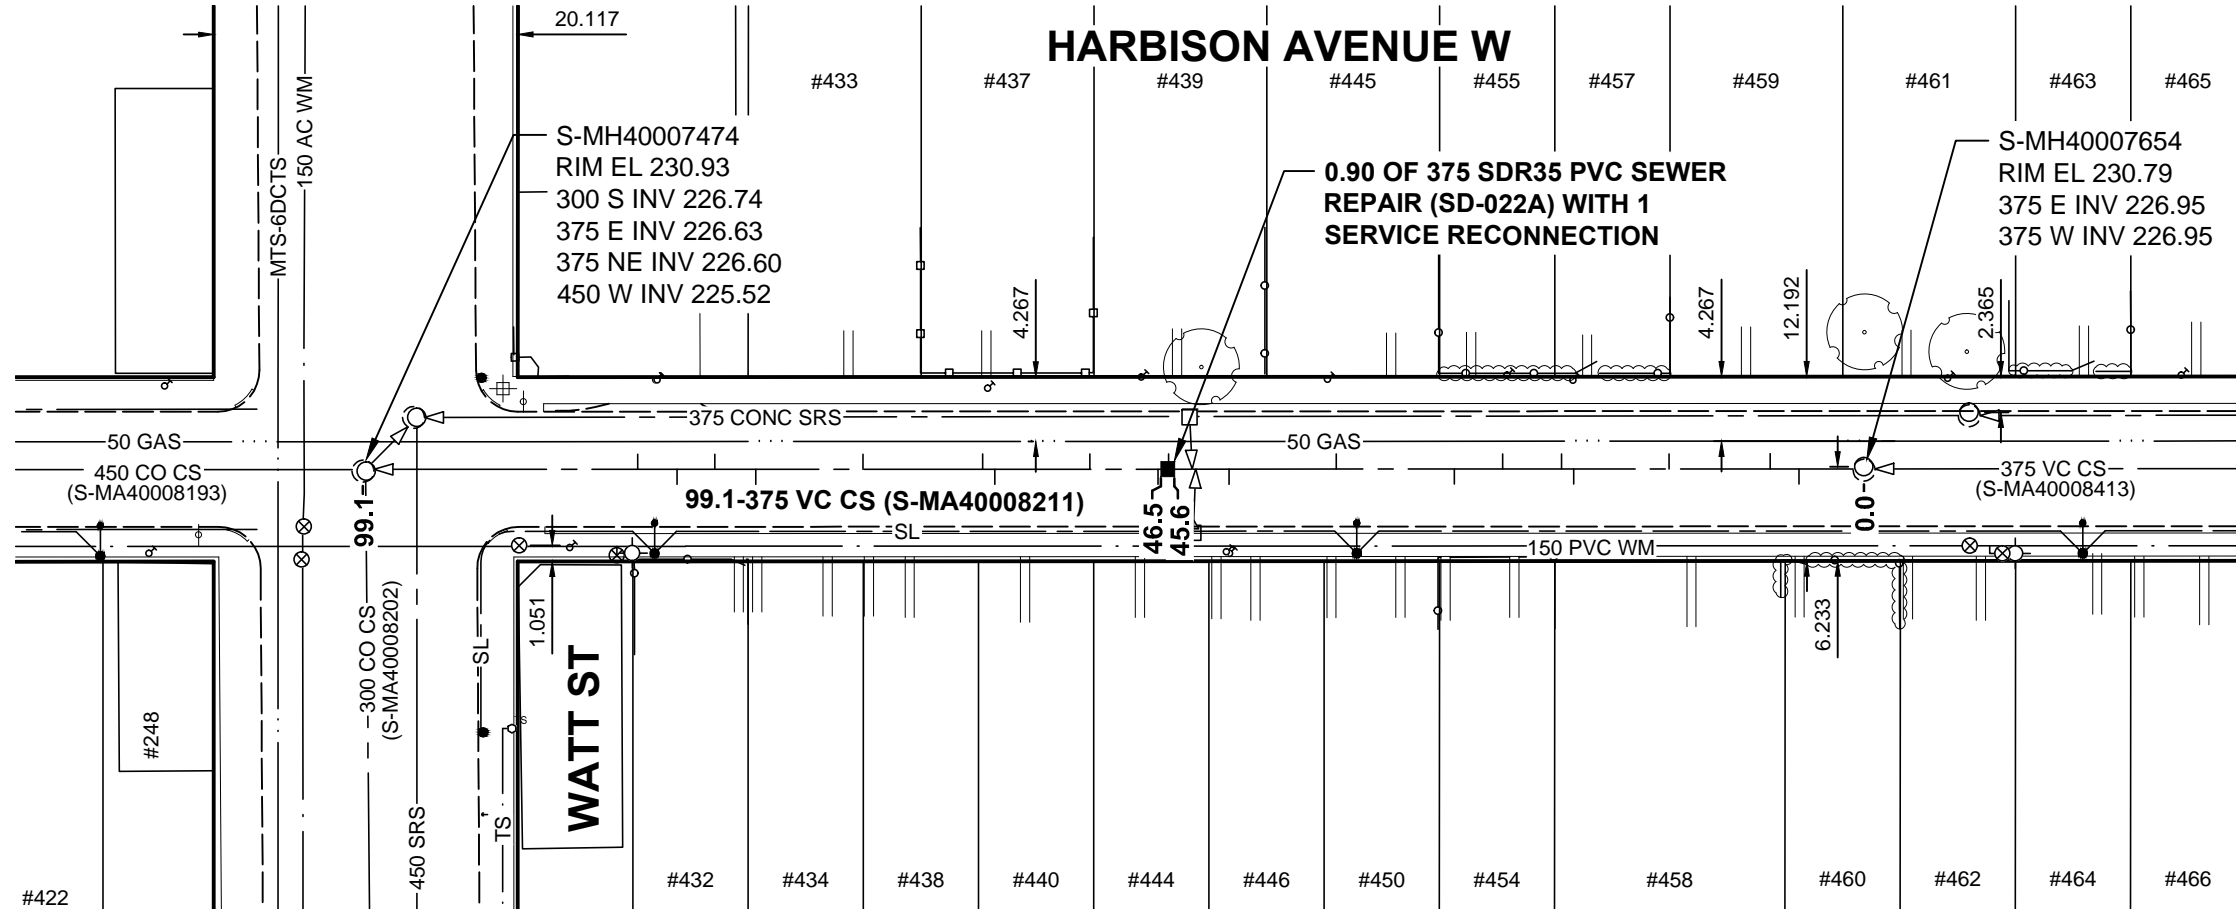 20.117
HARBISON AVENUE W
#433
#437
#439
#445
#455
#457
#459
#461
#463
#465
150 AC WM
MTS-6DCTS
S-MH40007474
RIM EL 230.93
300 S INV 226.74
375 E INV 226.63
375 NE INV 226.60
450 W INV 225.52
0.90 OF 375 SDR35 PVC SEWER
REPAIR (SD-022A) WITH 1
SERVICE RECONNECTION
S-MH40007654
RIM EL 230.79
375 E INV 226.95
375 W INV 226.95
4.267
4.267
12.192
2.365
375 CONC SRS
50 GAS
50 GAS
450 CO CS
(S-MA40008193)
375 VC CS
(S-MA40008413)
99.1-375 VC CS (S-MA40008211)
99.1
46.5
45.6
0.0
SL
150 PVC WM
300 CO CS
(S-MA40008202)
SL
1.051
6.233
WATT ST
TS
#248
450 SRS
TS
#422
#432
#434
#438
#440
#444
#446
#450
#454
#458
#460
#462
#464
#466